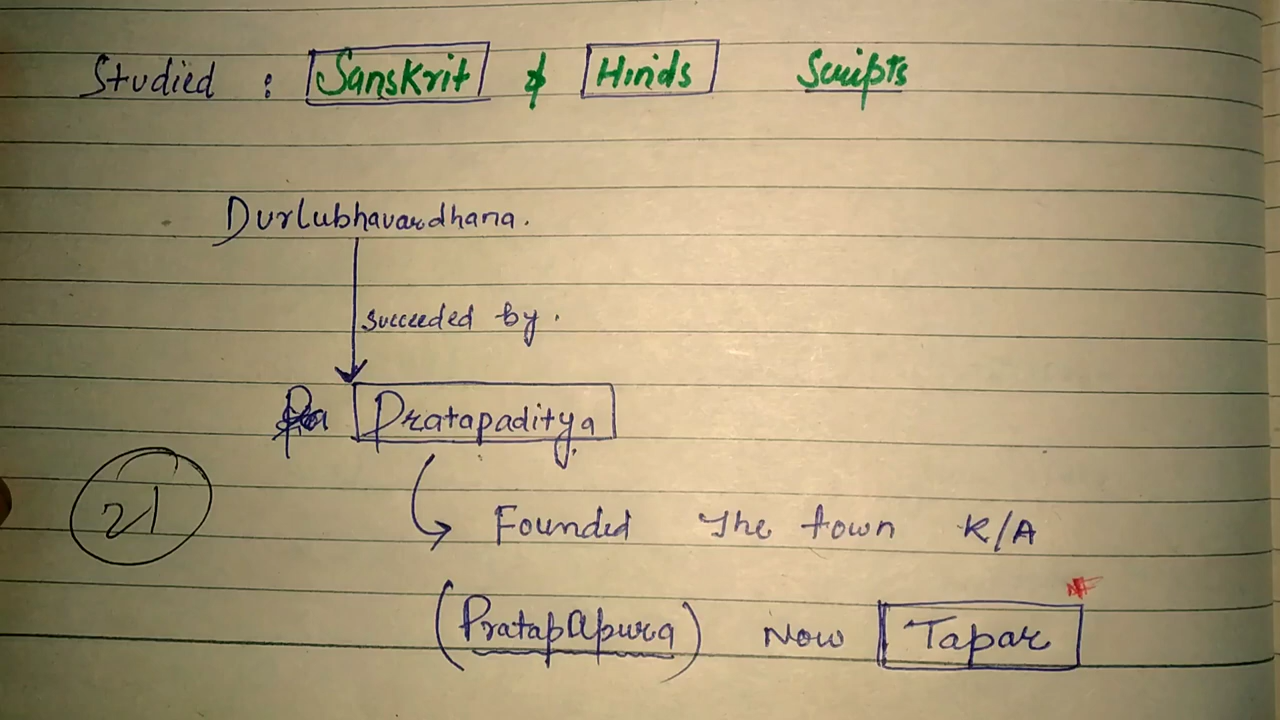 Studied : Sanskrit & Hinds Scripts
Durlubhavardhana.
succeeded by.
Pratapaditya
21
Founded The town K/A
(Pratapapura) Now Tapar